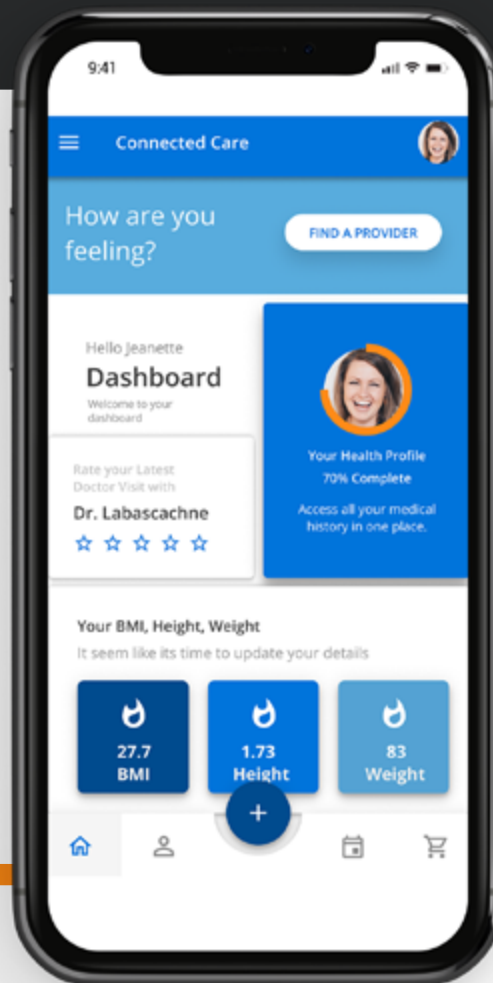 9:41
Connected Care
How are you
feeling?
FIND A PROVIDER
Hello Jeanette
Dashboard
Welcome to your
dashboard
Your Health Profile
70% Complete
Access all your medical
history in one place.
Rate your Latest
Doctor Visit with
Dr. Labascachne
Your BMI, Height, Weight
It seem like its time to update your details
27.7
BMI
1.73
Height
83
Weight
+